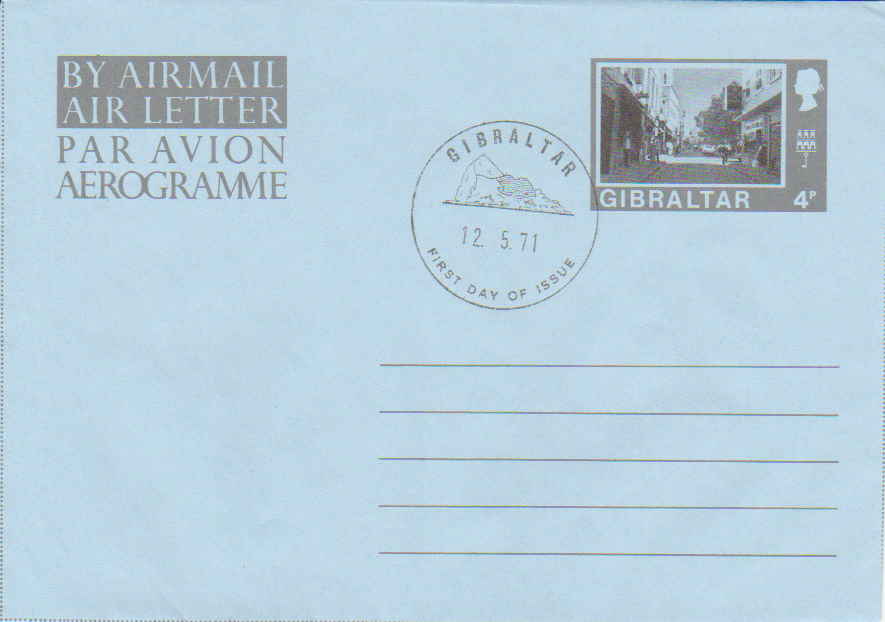 BY AIRMAIL
AIR LETTER
PAR AVION
AEROGRAMME
GIBRALTAR
12. 5. 71
FIRST DAY OF ISSUE
GIBRALTAR 4P